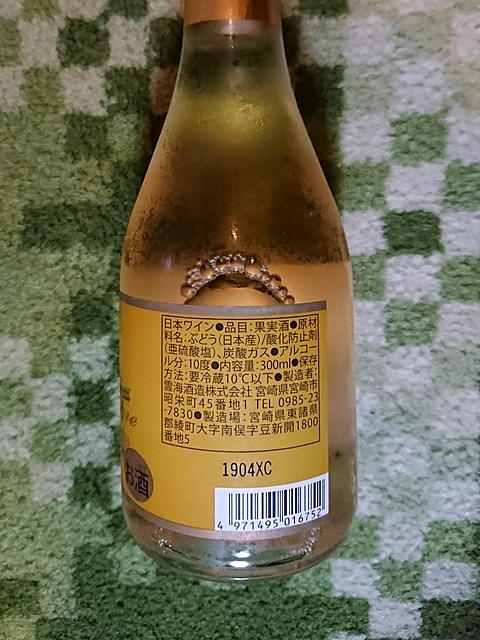 日本ワイン●品目:果実酒●原材
料名:ぶどう(日本産)/酸化防止剤
(亜硫酸塩)、炭酸ガス●アルコー
ル分:10度●内容量:300ml●保存
方法:要冷蔵10℃以下●製造者:
雲海酒造株式会社 宮崎県宮崎市
昭栄町45番地1 TEL 0985-23
-7830●製造場:宮崎県東諸県
郡綾町大字南俣字豆新開1800
番地5
お酒
1904XC
4 971495 016752